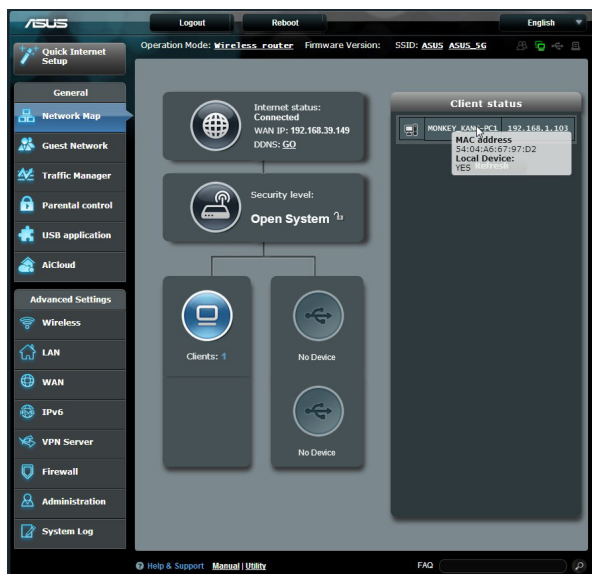 ASUS
Logout
Reboot
English
Quick Internet
Setup
Operation Mode: Wireless router Firmware Version: SSID: ASUS ASUS_5G
General
Network Map
Guest Network
Traffic Manager
Parental control
USB application
AiCloud
Advanced Settings
Wireless
LAN
WAN
IPv6
VPN Server
Firewall
Administration
System Log
Internet status:
Connected
WAN IP: 192.168.39.149
DDNS: GO
Security level:
Open System
Clients: 1
No Device
No Device
Client status
MONKEY_KANG-PC1 192.168.1.103
MAC address
54:04:A6:67:97:D2
Local Device:
YES
Refresh
Help & Support Manual | Utility
FAQ